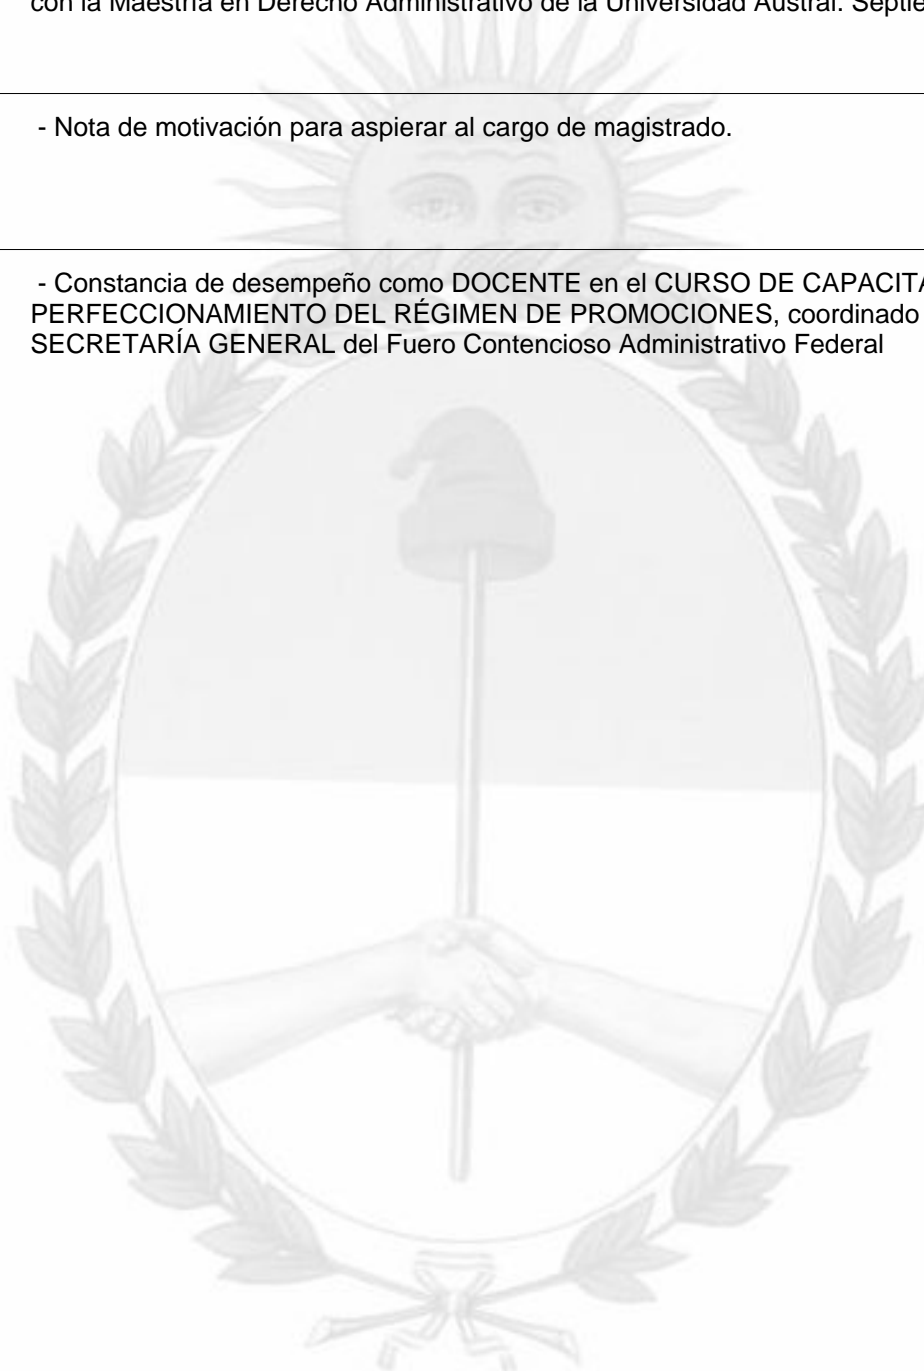 con la Maestría en Derecho Administrativo de la Universidad Austral. Septie
- Nota de motivación para aspierar al cargo de magistrado.
- Constancia de desempeño como DOCENTE en el CURSO DE CAPACITA
PERFECCIONAMIENTO DEL RÉGIMEN DE PROMOCIONES, coordinado
SECRETARÍA GENERAL del Fuero Contencioso Administrativo Federal